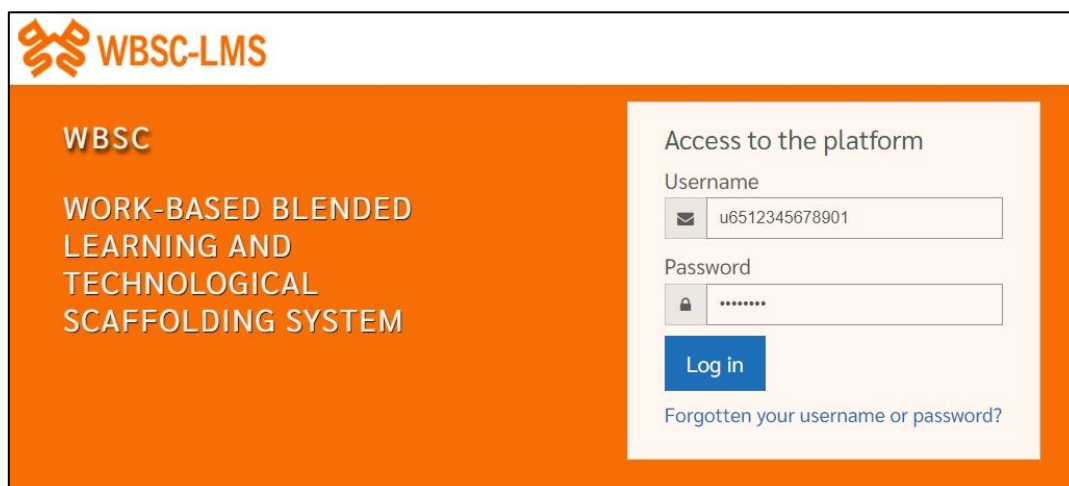 WBSC-LMS
WBSC
WORK-BASED BLENDED
LEARNING AND
TECHNOLOGICAL
SCAFFOLDING SYSTEM
Access to the platform
Username
u6512345678901
Password
••••••••
Log in
Forgotten your username or password?